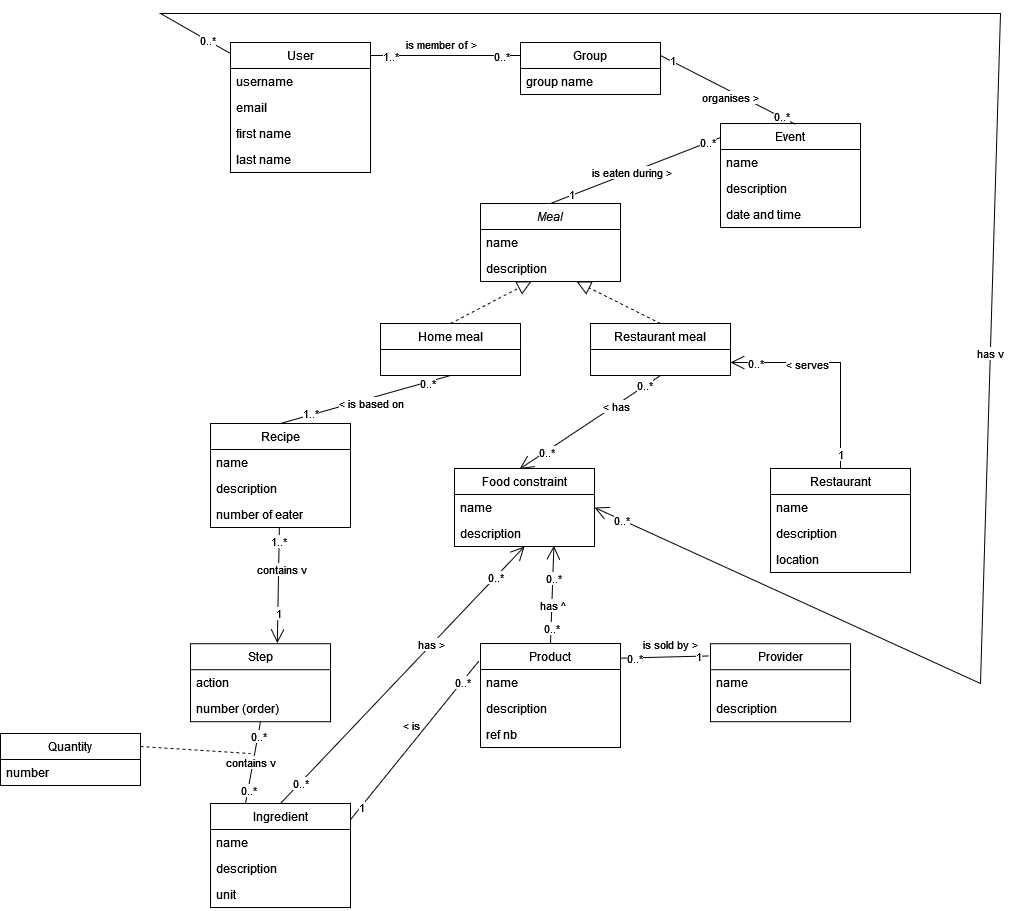 0..*
User
username
email
first name
last name
1..*
is member of >
0..*
Group
group name
1
organises >
0..*
Event
name
description
date and time
0..*
is eaten during >
1
Meal
name
description
Home meal
Restaurant meal
0..*
< serves
has v
0..*
< is based on
1..*
0..*
< has
0..*
1
Recipe
name
description
number of eater
Food constraint
name
description
0..*
Restaurant
name
description
location
1..*
contains v
1
0..*
0..*
has ^
0..*
has >
Step
action
number (order)
Product
name
description
ref nb
0..*
is sold by >
1
Provider
name
description
0..*
< is
Quantity
number
0..*
contains v
0..*
0..*
1
Ingredient
name
description
unit